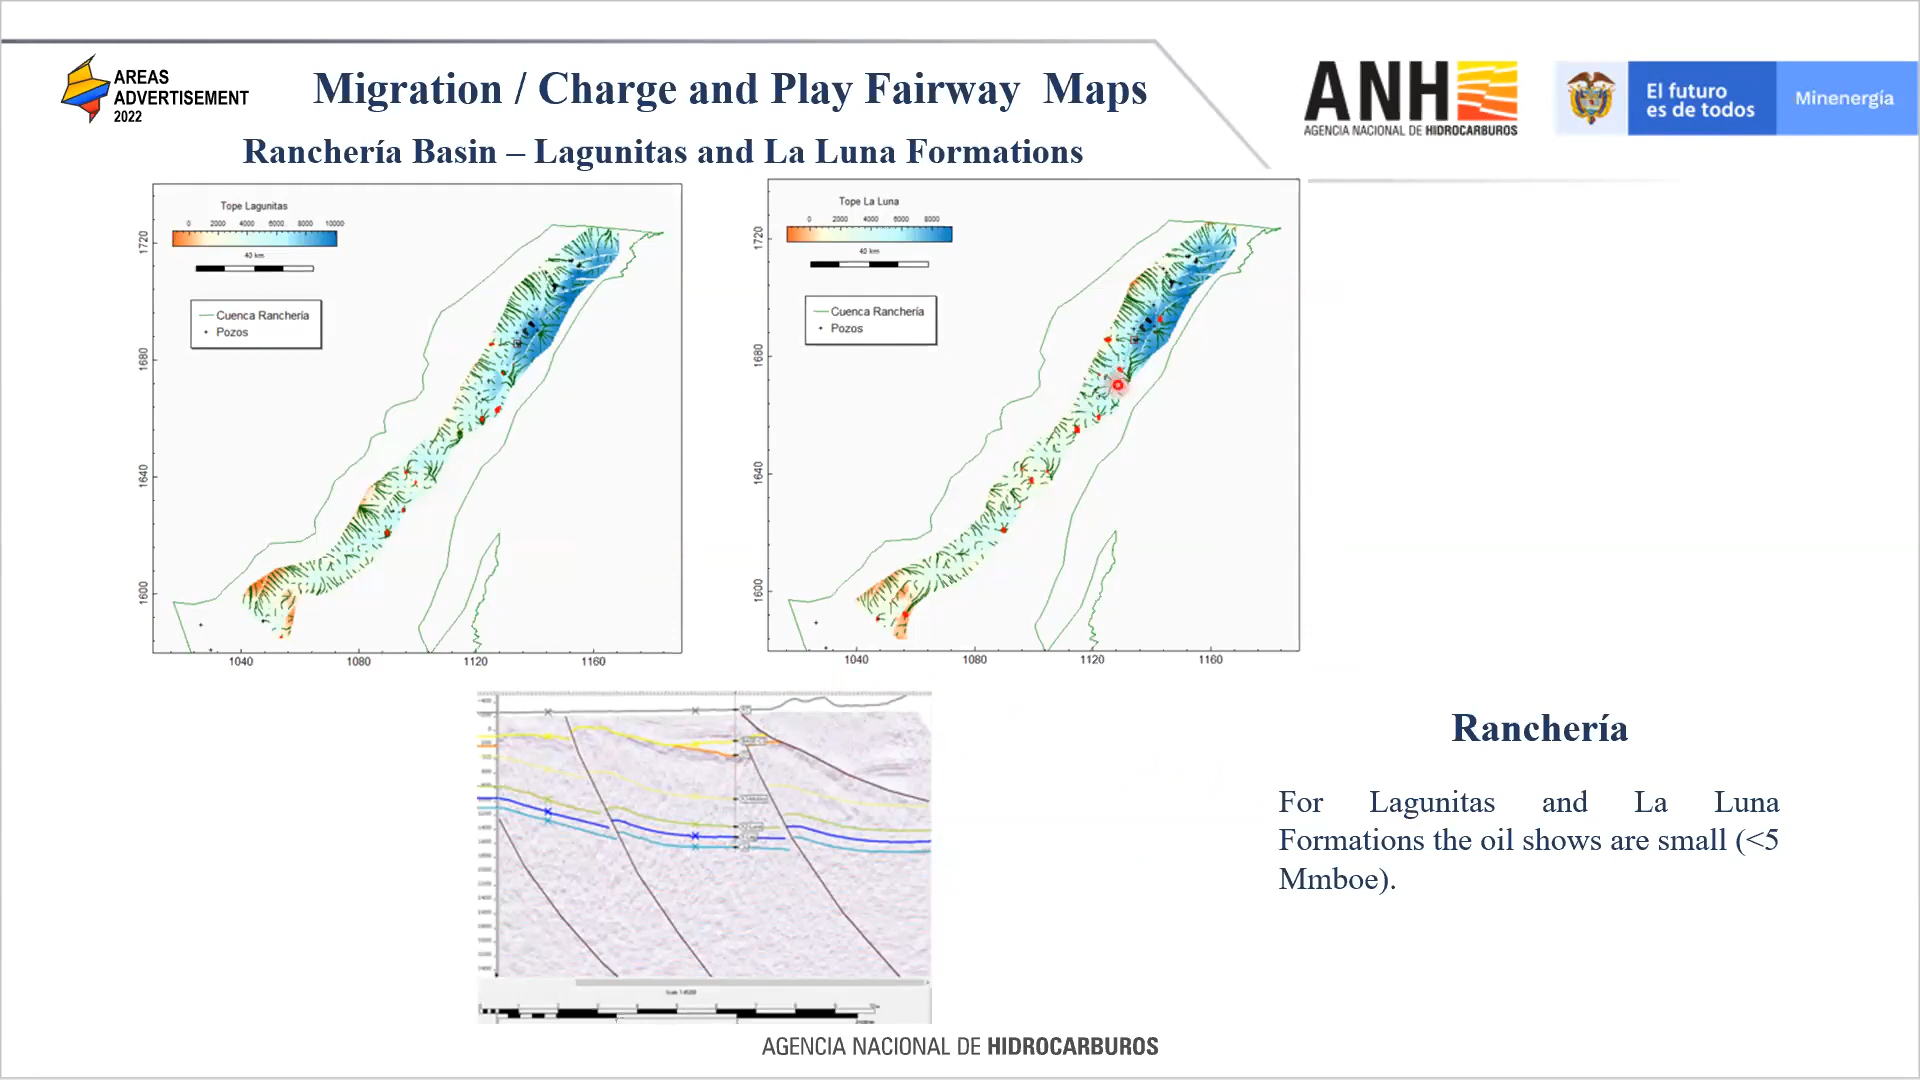 AREAS
ADVERTISEMENT
2022
Migration / Charge and Play Fairway Maps
Ranchería Basin – Lagunitas and La Luna Formations
ANH
AGENCIA NACIONAL DE HIDROCARBUROS
El futuro
es de todos
Minenergía
Tope Lagunitas
0 2000 4000 6000 8000 10000
40 km
Cuenca Ranchería
Pozos
1720
1680
1640
1600
1040 1080 1120 1160
Tope La Luna
0 2000 4000 6000 8000
40 km
Cuenca Ranchería
Pozos
1720
1680
1640
1600
1040 1080 1120 1160
Ranchería
For Lagunitas and La Luna
Formations the oil shows are small (<5
Mmboe).
AGENCIA NACIONAL DE HIDROCARBUROS